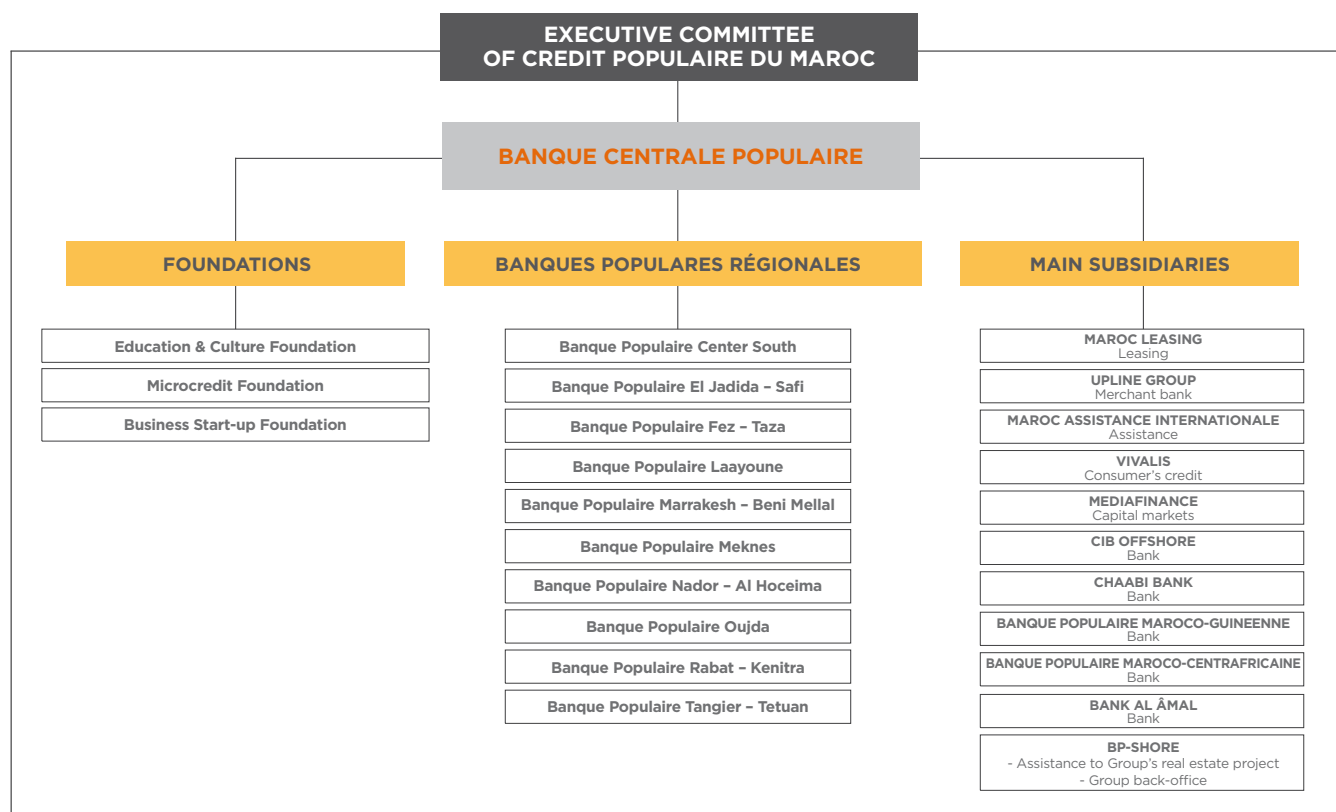 EXECUTIVE COMMITTEE
OF CREDIT POPULAIRE DU MAROC
BANQUE CENTRALE POPULAIRE
FOUNDATIONS
Education & Culture Foundation
Microcredit Foundation
Business Start-up Foundation
BANQUES POPULARES RÉGIONALES
Banque Populaire Center South
Banque Populaire El Jadida – Safi
Banque Populaire Fez – Taza
Banque Populaire Laayoune
Banque Populaire Marrakesh – Beni Mellal
Banque Populaire Meknes
Banque Populaire Nador – Al Hoceima
Banque Populaire Oujda
Banque Populaire Rabat – Kenitra
Banque Populaire Tangier – Tetuan
MAIN SUBSIDIARIES
MAROC LEASING
Leasing
UPLINE GROUP
Merchant bank
MAROC ASSISTANCE INTERNATIONALE
Assistance
VIVALIS
Consumer's credit
MEDIAFINANCE
Capital markets
CIB OFFSHORE
Bank
CHAABI BANK
Bank
BANQUE POPULAIRE MAROCO-GUINEENNE
Bank
BANQUE POPULAIRE MAROCO-CENTRAFRICAINE
Bank
BANK AL ÂMAL
Bank
BP-SHORE
- Assistance to Group's real estate project
- Group back-office